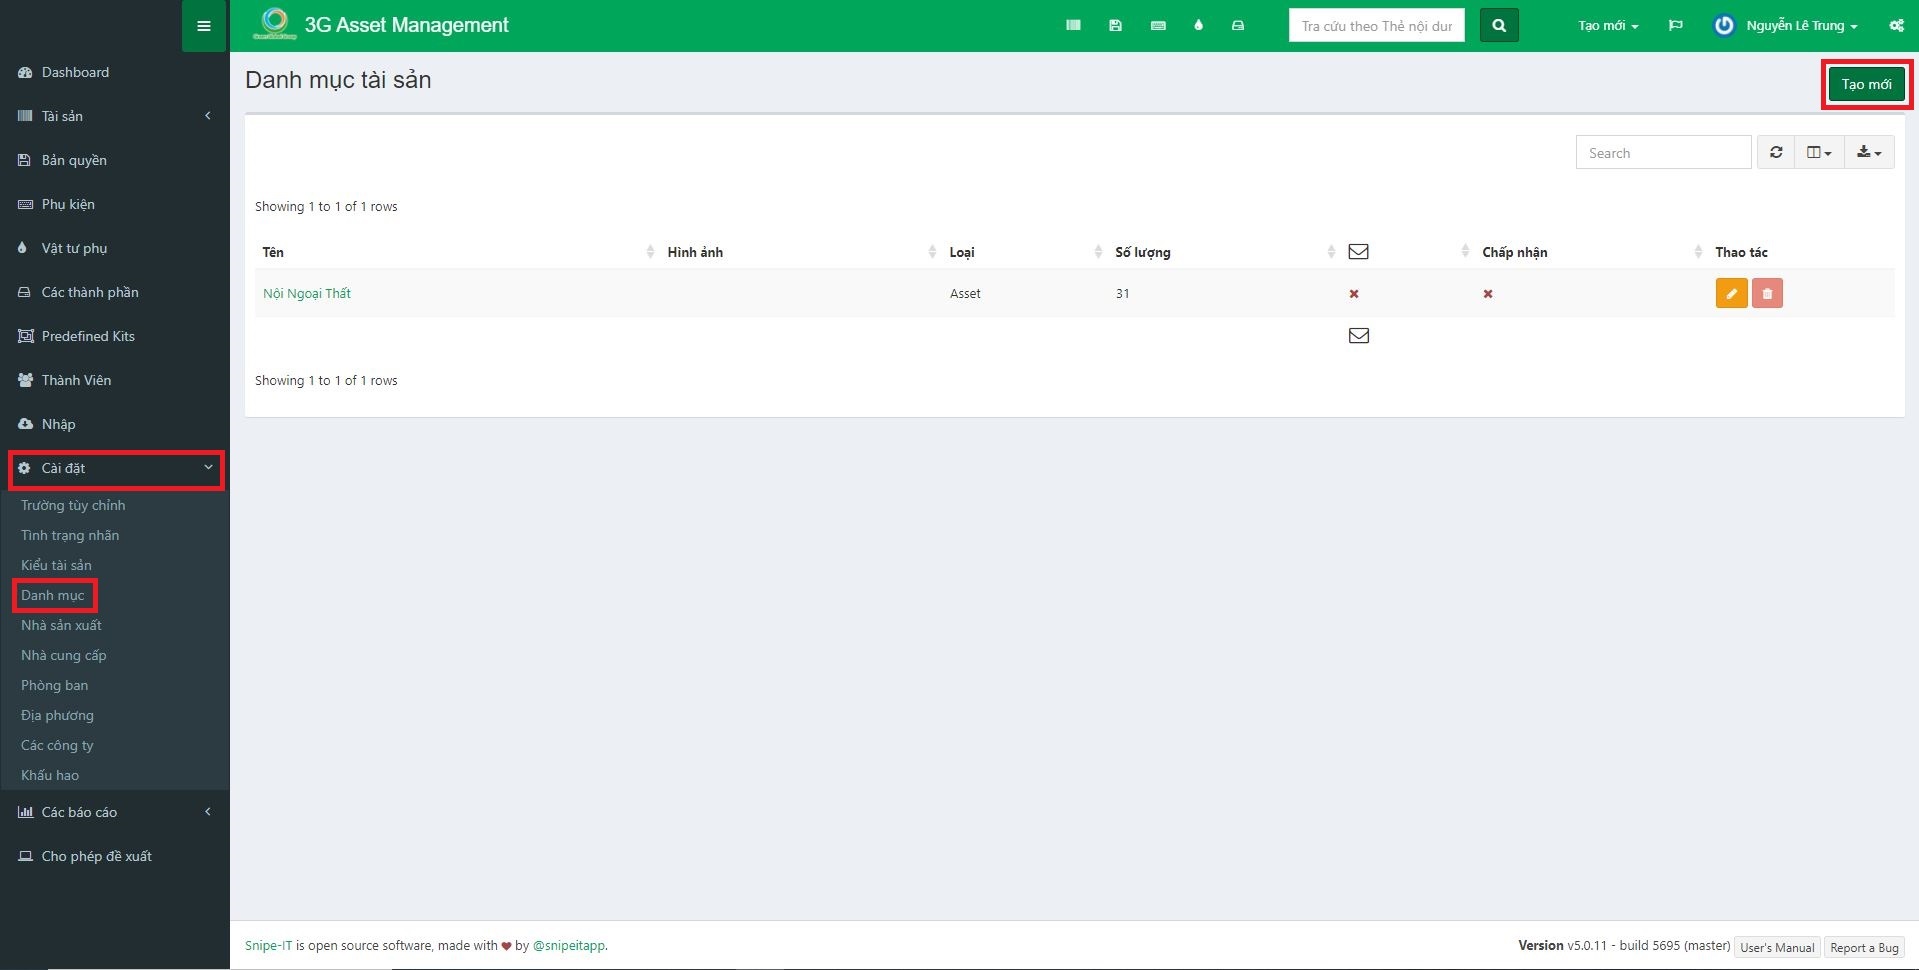 3G Asset Management
Tra cứu theo Thẻ nội dur
Tạo mới
Nguyễn Lê Trung
Dashboard
Tài sản
Bản quyền
Phụ kiện
Vật tư phụ
Các thành phần
Predefined Kits
Thành Viên
Nhập
Cài đặt
Trường tùy chỉnh
Tình trạng nhãn
Kiểu tài sản
Danh mục
Nhà sản xuất
Nhà cung cấp
Phòng ban
Địa phương
Các công ty
Khấu hao
Các báo cáo
Cho phép đề xuất
Danh mục tài sản
Tạo mới
Search
Showing 1 to 1 of 1 rows
Tên Hình ảnh Loại Số lượng Chấp nhận Thao tác
Nội Ngoại Thất Asset 31
Showing 1 to 1 of 1 rows
Snipe-IT is open source software, made with by @snipeitapp.
Version v5.0.11 - build 5695 (master) User's Manual Report a Bug